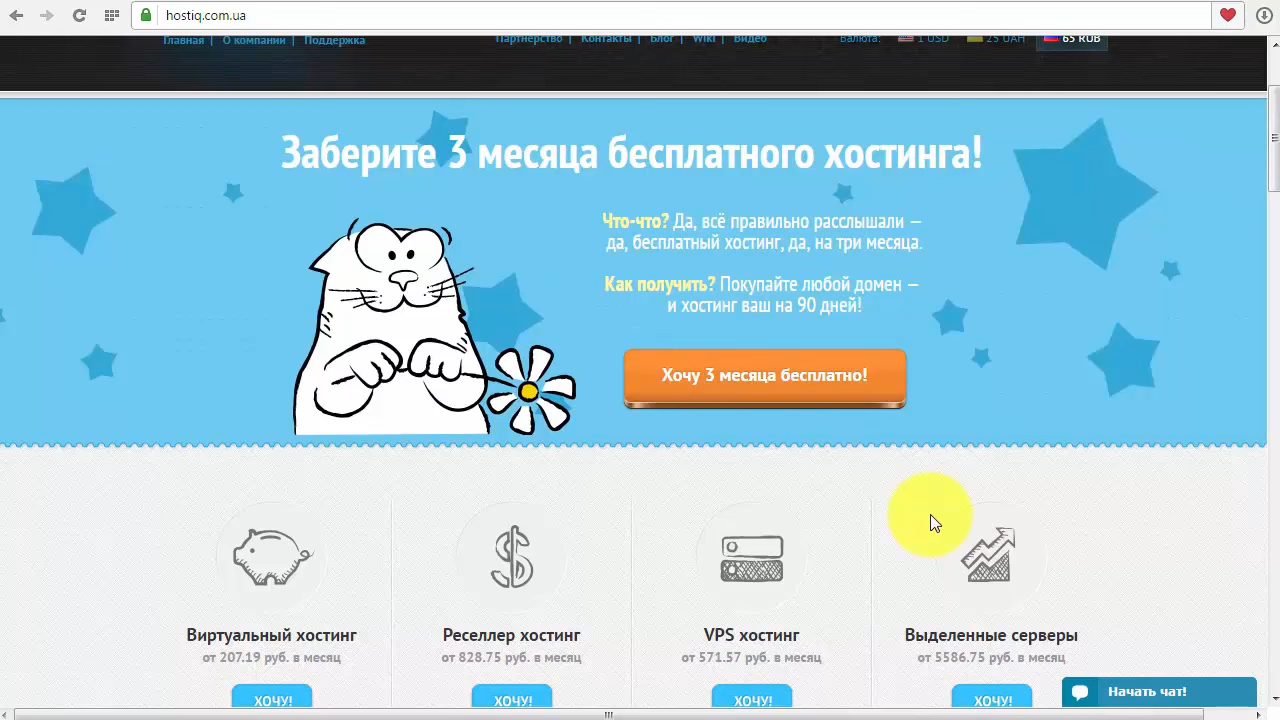 hostiq.com.ua
Главная | О компании | Поддержка
Партнерство | Контакты | Блог | Wiki | Видео
Валюта: 1 USD 25 UAH 65 RUB
Заберите 3 месяца бесплатного хостинга!
Что-что? Да, всё правильно расслышали —
да, бесплатный хостинг, да, на три месяца.
Как получить? Покупайте любой домен —
и хостинг ваш на 90 дней!
Хочу 3 месяца бесплатно!
Виртуальный хостинг
от 207.19 руб. в месяц
ХОЧУ!
Реселлер хостинг
от 828.75 руб. в месяц
ХОЧУ!
VPS хостинг
от 571.57 руб. в месяц
ХОЧУ!
Выделенные серверы
от 5586.75 руб. в месяц
ХОЧУ!
Начать чат!